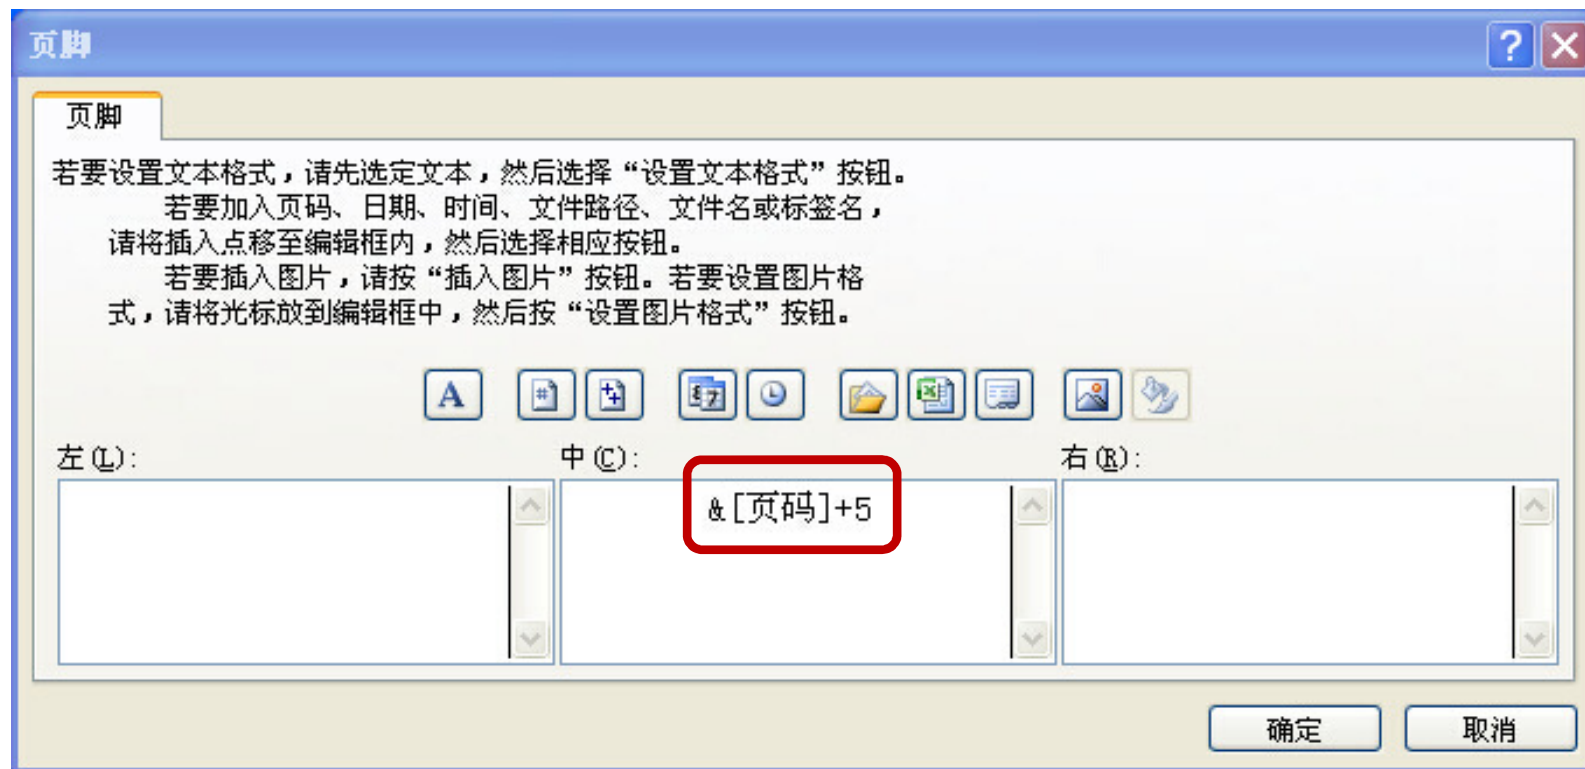 页脚
页脚
若要设置文本格式，请先选定文本，然后选择“设置文本格式”按钮。
若要加入页码、日期、时间、文件路径、文件名或标签名，
请将插入点移至编辑框内，然后选择相应按钮。
若要插入图片，请按“插入图片”按钮。若要设置图片格
式，请将光标放到编辑框中，然后按“设置图片格式”按钮。
A
左(L):
中(C):
右(R):
&[页码]+5
确定
取消